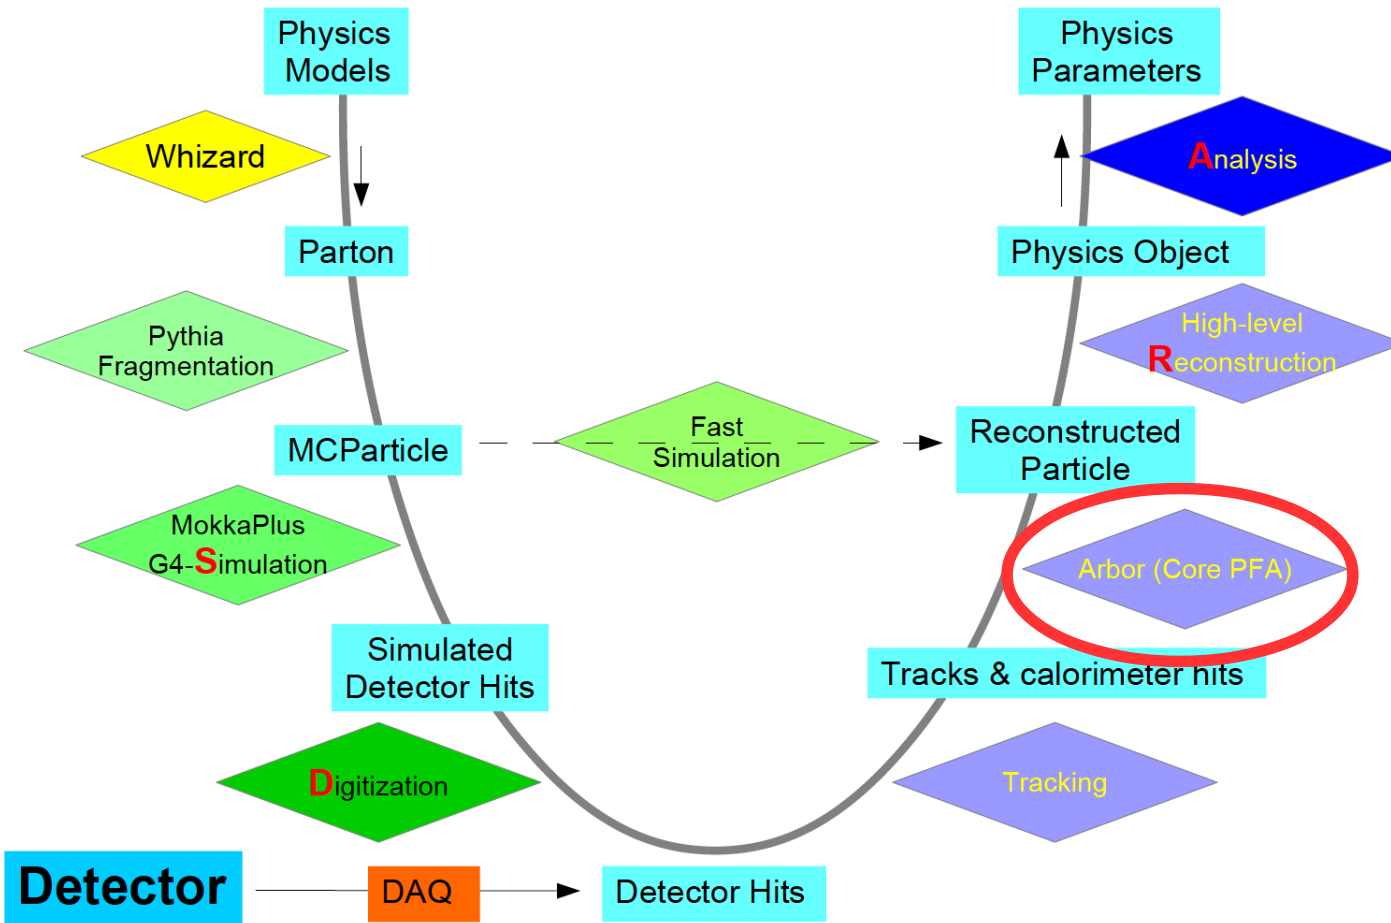 Physics
Models
Physics
Parameters
Whizard
Analysis
Parton
Physics Object
Pythia
Fragmentation
High-level
Reconstruction
MCParticle
Fast
Simulation
Reconstructed
Particle
MokkaPlus
G4-Simulation
Arbor (Core PFA)
Simulated
Detector Hits
Tracks & calorimeter hits
Digitization
Tracking
Detector
DAQ
Detector Hits